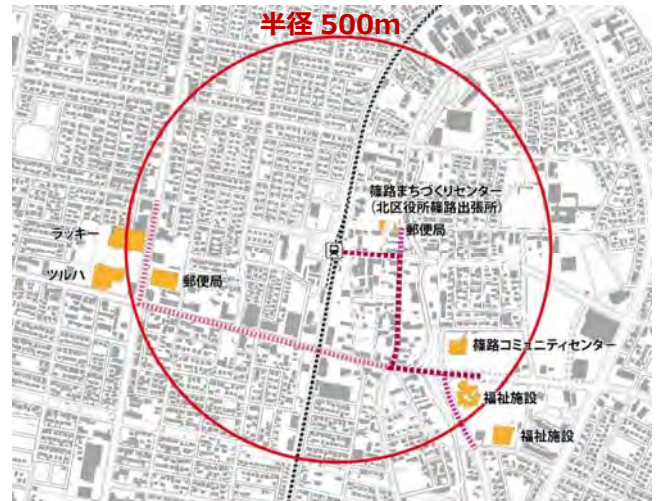 半径 500m
篠路まちづくりセンター
(北区役所篠路出張所)
郵便局
ラッキー
ツルハ
郵便局
篠路コミュニティセンター
福祉施設
福祉施設